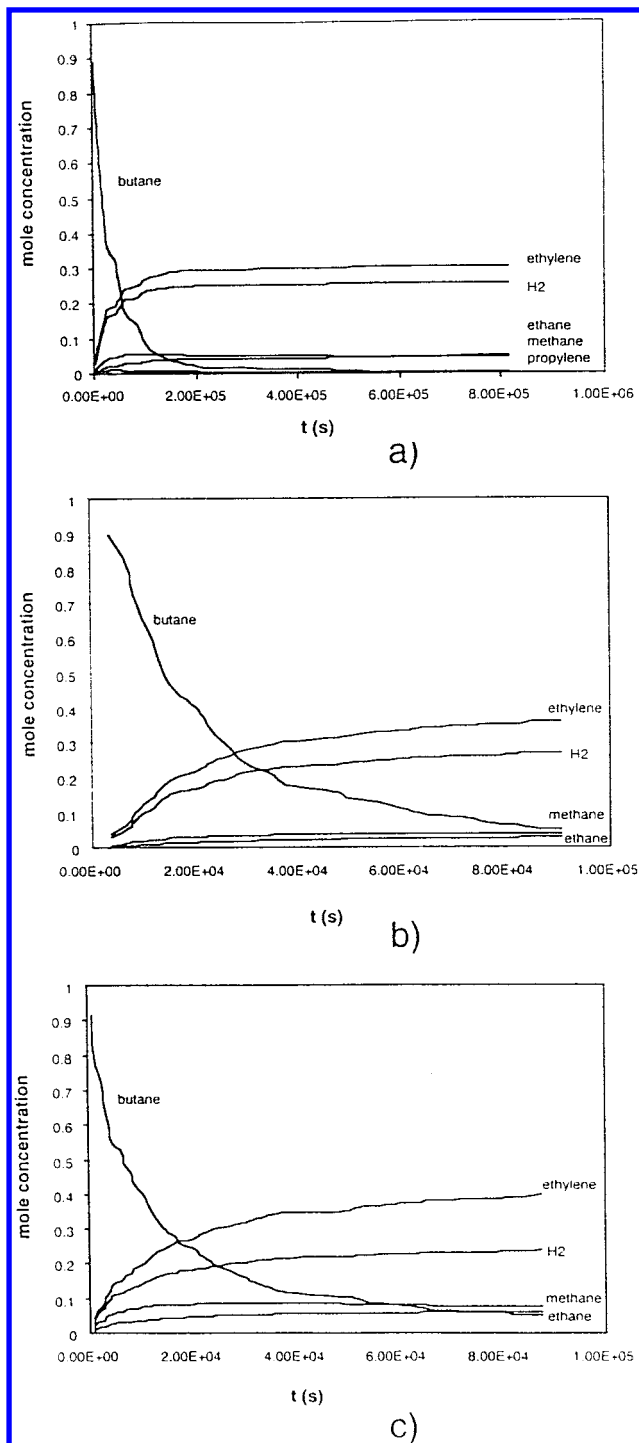 mole concentration
1
0.9
0.8
0.7
0.6
0.5
0.4
0.3
0.2
0.1
0
butane
ethylene
H2
ethane
methane
propylene
0.00E+00 2.00E+05 4.00E+05 6.00E+05 8.00E+05 1.00E+06
t (s)
a)
mole concentration
1
0.9
0.8
0.7
0.6
0.5
0.4
0.3
0.2
0.1
0
butane
ethylene
H2
methane
ethane
0.00E+00 2.00E+04 4.00E+04 6.00E+04 8.00E+04 1.00E+05
t (s)
b)
mole concentration
1
0.9
0.8
0.7
0.6
0.5
0.4
0.3
0.2
0.1
0
butane
ethylene
H2
methane
ethane
0.00E+00 2.00E+04 4.00E+04 6.00E+04 8.00E+04 1.00E+05
t (s)
c)